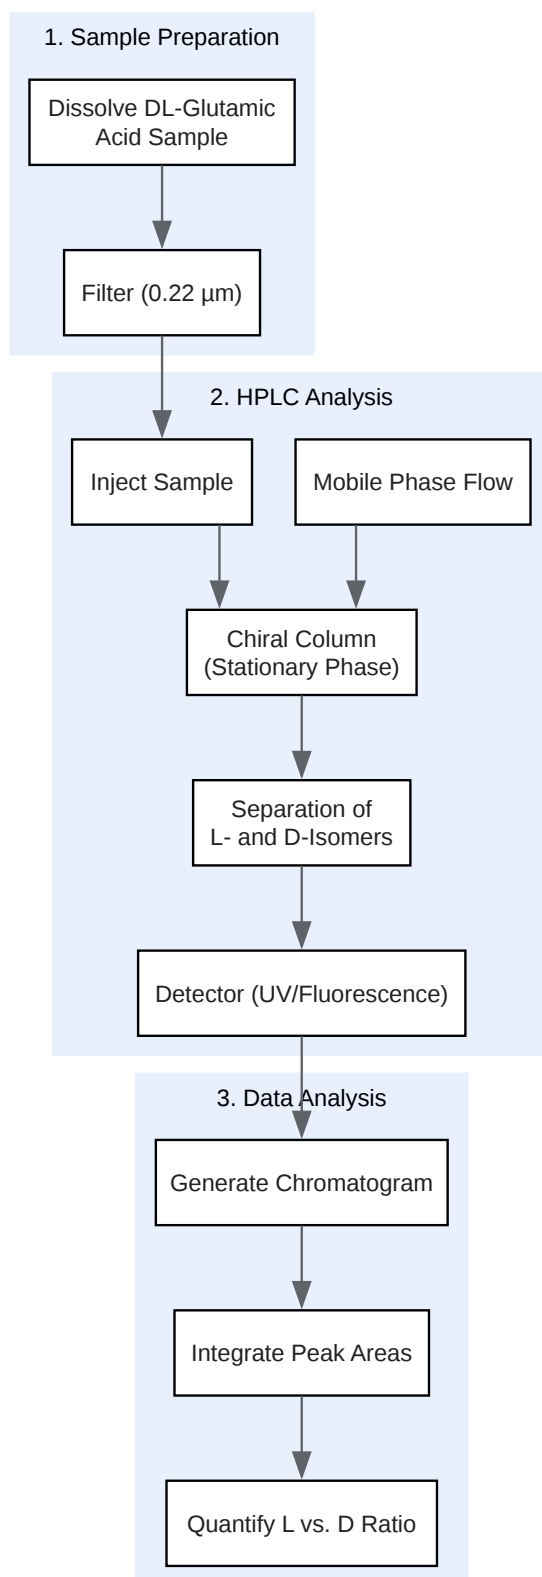 1. Sample Preparation
Dissolve DL-Glutamic
Acid Sample
Filter (0.22 µm)
2. HPLC Analysis
Inject Sample
Mobile Phase Flow
Chiral Column
(Stationary Phase)
Separation of
L- and D-Isomers
Detector (UV/Fluorescence)
3. Data Analysis
Generate Chromatogram
Integrate Peak Areas
Quantify L vs. D Ratio